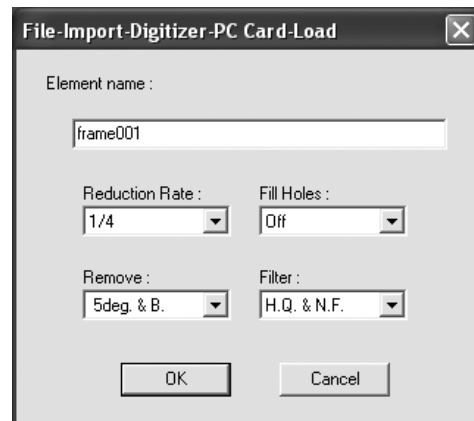 File-Import-Digitizer-PC Card-Load
Element name :
frame001
Reduction Rate : Fill Holes :
1/4 Off
Remove : Filter :
5deg. & B. H.Q. & N.F.
OK Cancel